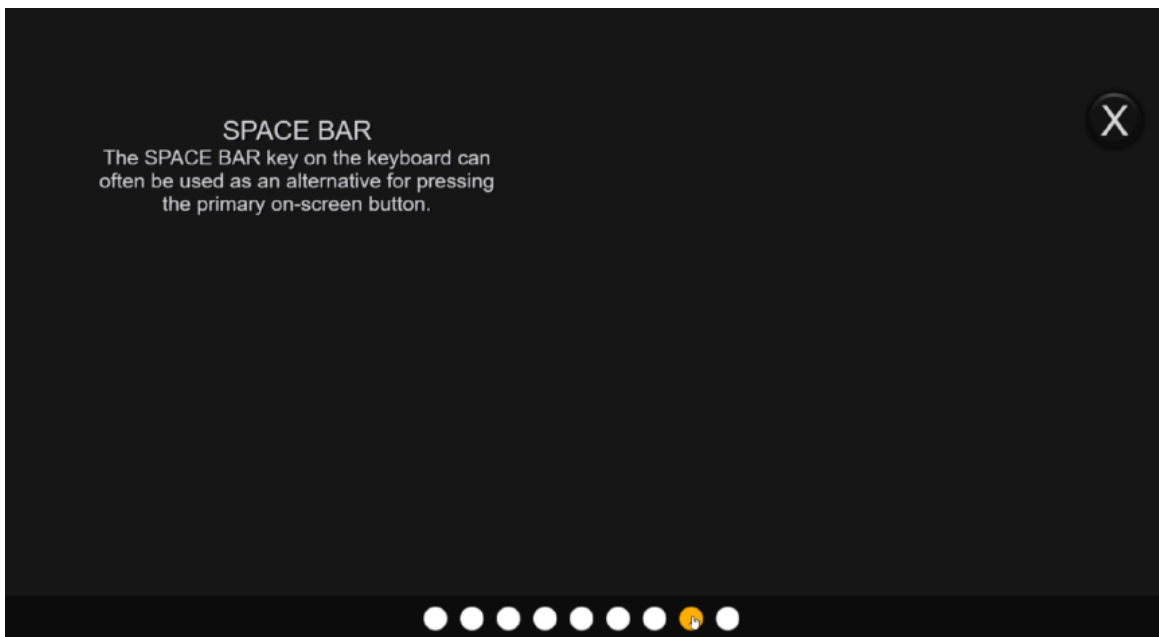 SPACE BAR
The SPACE BAR key on the keyboard can
often be used as an alternative for pressing
the primary on-screen button.
X